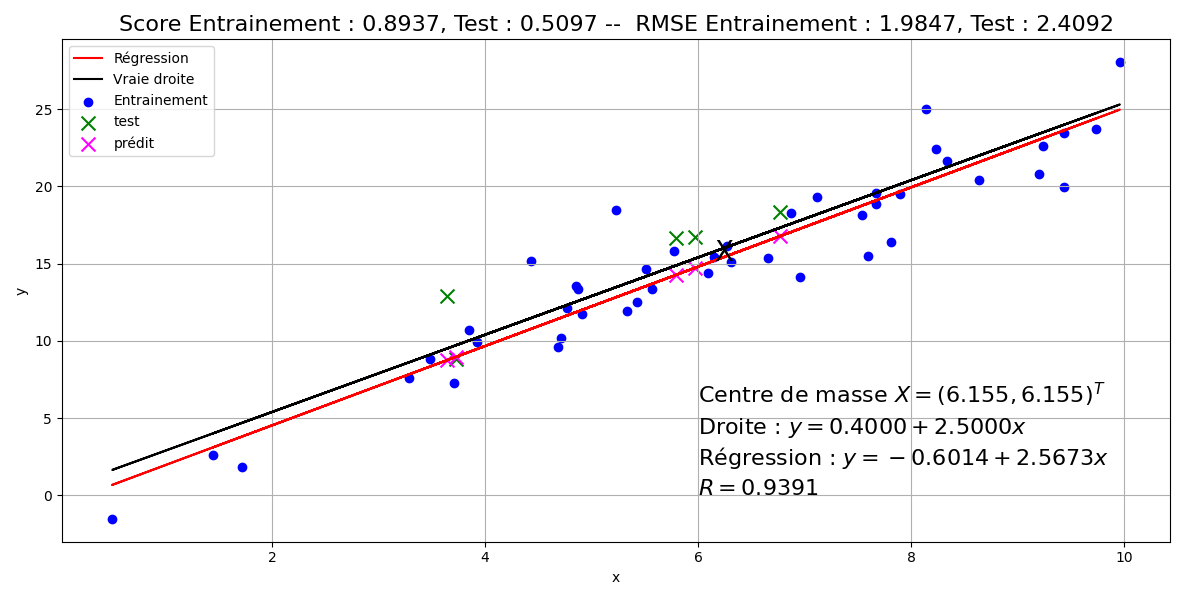 Score Entrainement : 0.8937, Test : 0.5097 -- RMSE Entrainement : 1.9847, Test : 2.4092
Régression
Vraie droite
Entrainement
test
prédit
25
20
15
10
5
0
y
Centre de masse X = (6.155, 6.155)^T
Droite : y = 0.4000 + 2.5000x
Régression : y = −0.6014 + 2.5673x
R = 0.9391
2 4 6 8 10
x